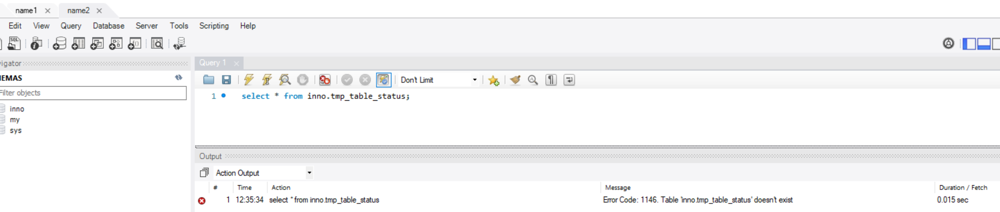 name1 name2
Edit View Query Database Server Tools Scripting Help
SQL
vigator Query 1
IEMAS
Don't Limit
Filter objects
1 select * from inno.tmp_table_status;
inno
my
sys
Output
Action Output
# Time Action Message Duration / Fetch
1 12:35:34 select * from inno.tmp_table_status Error Code: 1146. Table 'inno.tmp_table_status' doesn't exist 0.015 sec